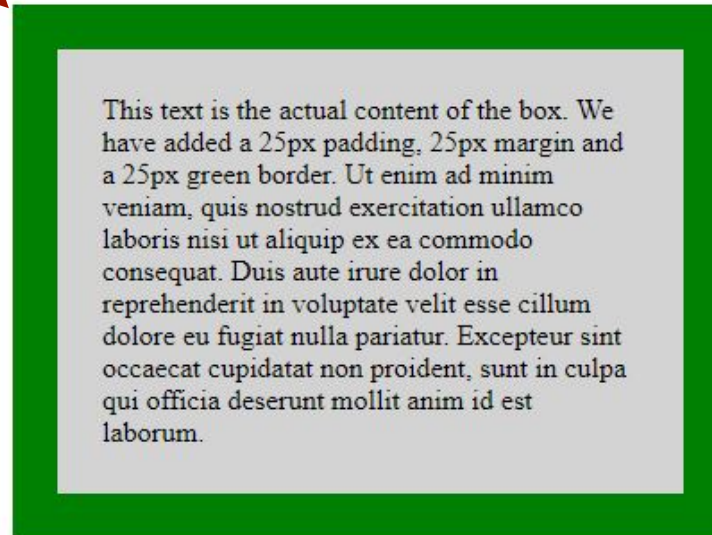 This text is the actual content of the box. We
have added a 25px padding, 25px margin and
a 25px green border. Ut enim ad minim
veniam, quis nostrud exercitation ullamco
laboris nisi ut aliquip ex ea commodo
consequat. Duis aute irure dolor in
reprehenderit in voluptate velit esse cillum
dolore eu fugiat nulla pariatur. Excepteur sint
occaecat cupidatat non proident, sunt in culpa
qui officia deserunt mollit anim id est
laborum.